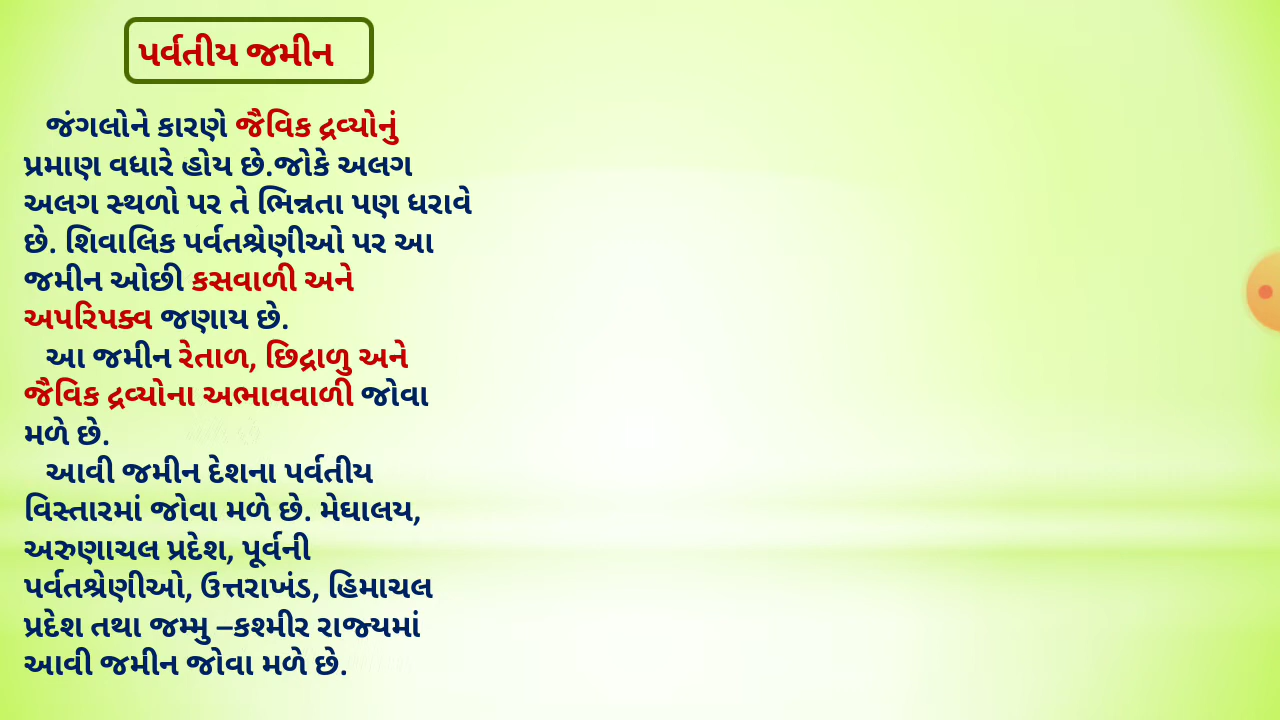 પર્વતીય જમીન
જંગલોને કારણે જૈવિક દ્રવ્યોનું
પ્રમાણ વધારે હોય છે.જોકે અલગ
અલગ સ્થળો પર તે ભિન્નતા પણ ધરાવે
છે. શિવાલિક પર્વતશ્રેણીઓ પર આ
જમીન ઓછી કસવાળી અને
અપરિપક્વ જણાય છે.
આ જમીન રેતાળ, છિદ્રાળુ અને
જૈવિક દ્રવ્યોના અભાવવાળી જોવા
મળે છે.
આવી જમીન દેશના પર્વતીય
વિસ્તારમાં જોવા મળે છે. મેઘાલય,
અરુણાચલ પ્રદેશ, પૂર્વની
પર્વતશ્રેણીઓ, ઉત્તરાખંડ, હિમાચલ
પ્રદેશ તથા જમ્મુ –કશ્મીર રાજ્યમાં
આવી જમીન જોવા મળે છે.